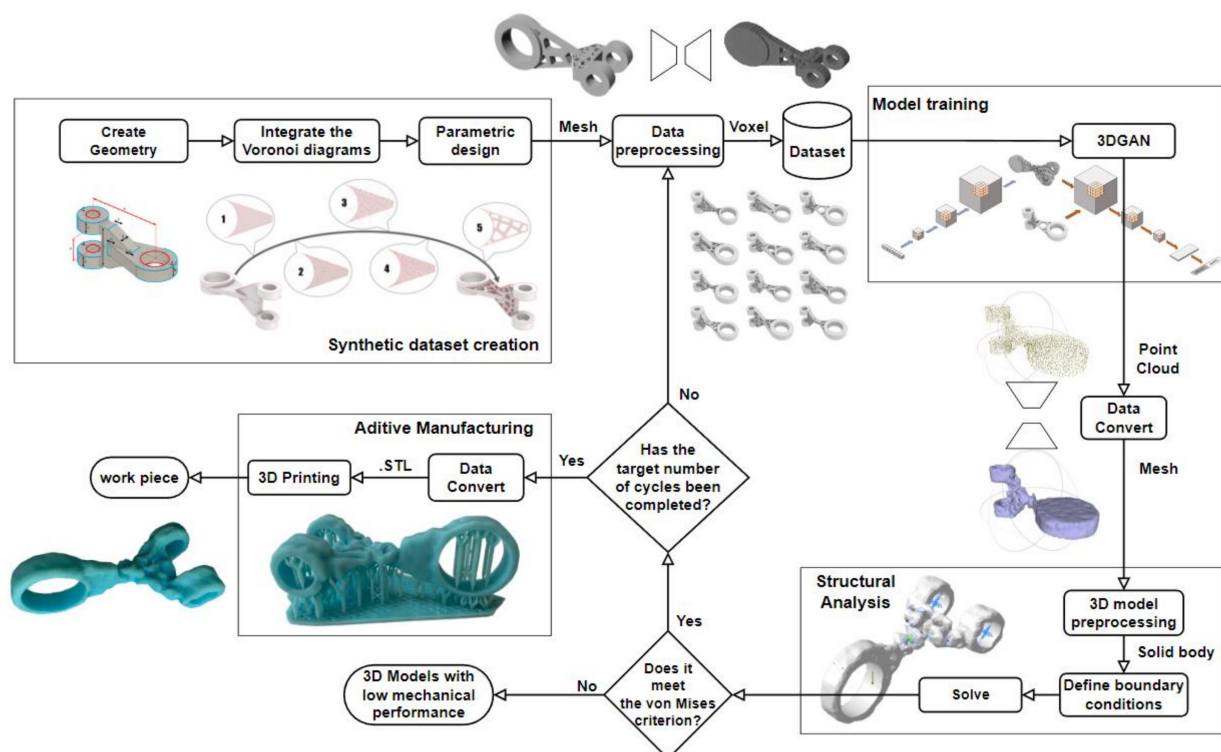 Create
Geometry
Integrate the
Voronoi diagrams
Parametric
design
Mesh
Data
preprocessing
Voxel
Dataset
Model training
3DGAN
1
2
3
4
5
Synthetic dataset creation
Point
Cloud
Data
Convert
Mesh
No
Aditive Manufacturing
work piece
3D Printing
.STL
Data
Convert
Yes
Has the
target number
of cycles been
completed?
Structural
Analysis
3D model
preprocessing
Solid body
Define boundary
conditions
Solve
Yes
Does it
meet
the von Mises
criterion?
No
3D Models with
low mechanical
performance